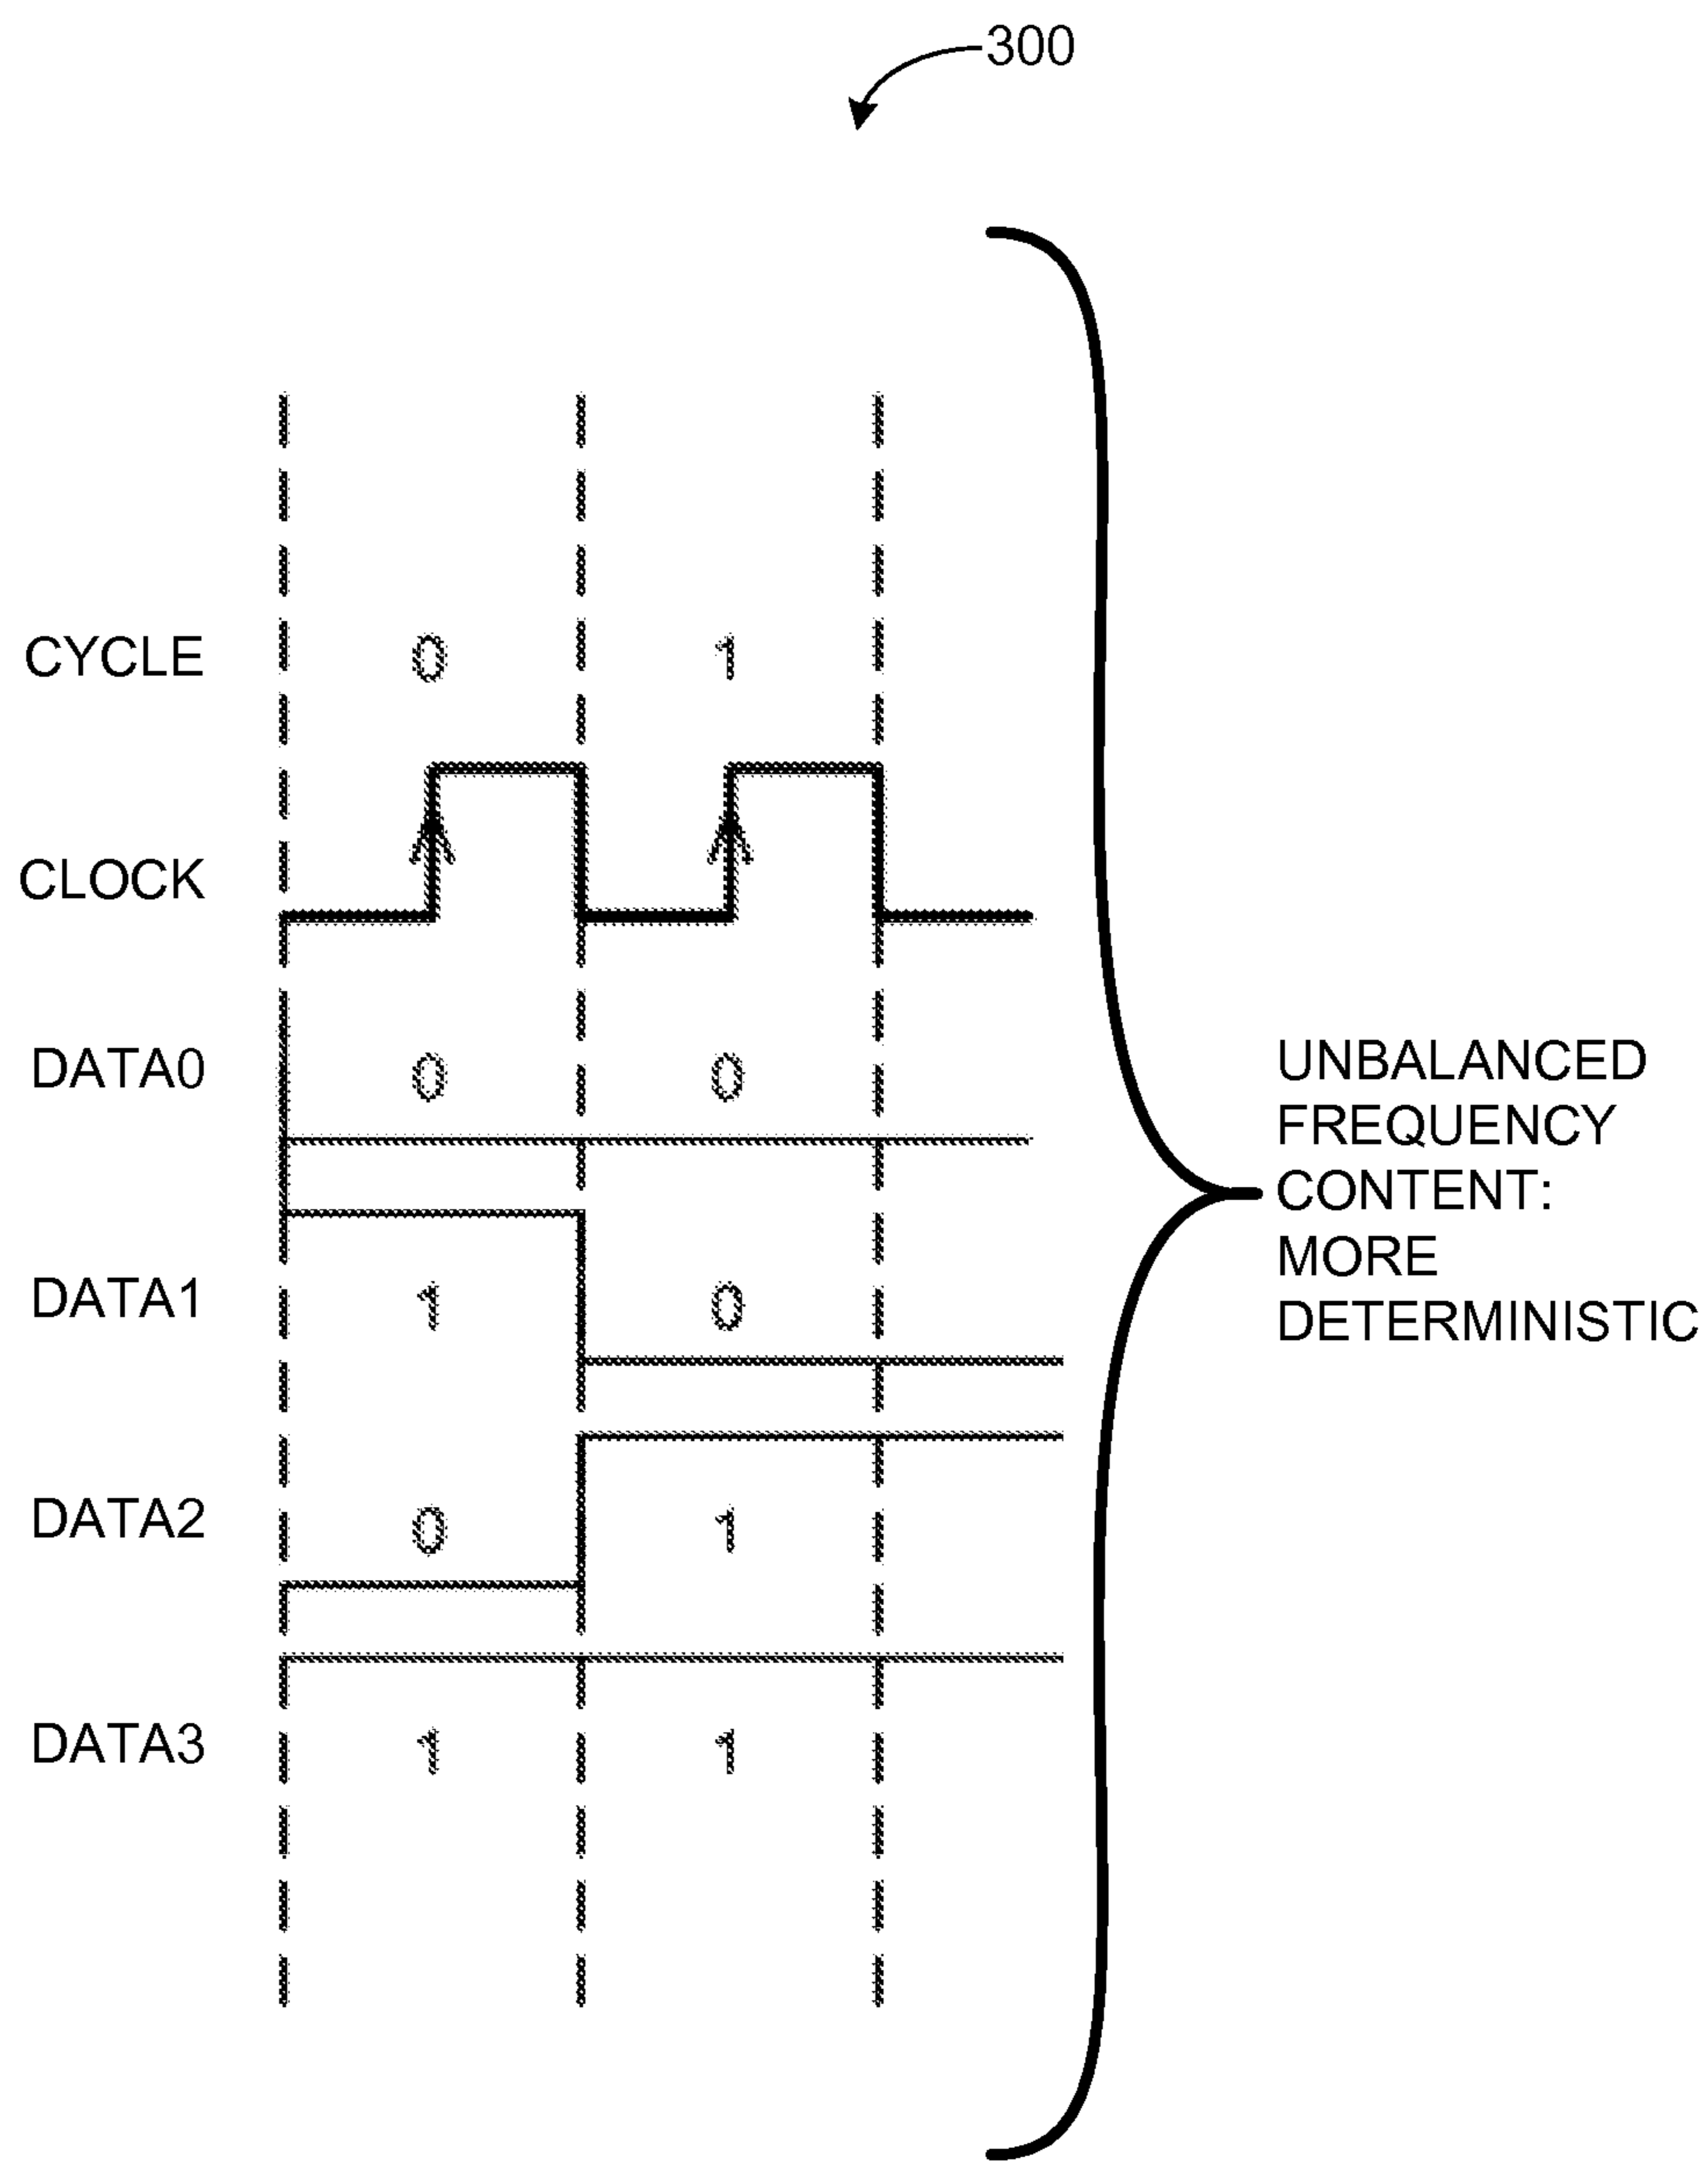 300
CYCLE 0 1
CLOCK
DATA0 0 0
UNBALANCED
FREQUENCY
CONTENT:
MORE
DETERMINISTIC
DATA1 1 0
DATA2 0 1
DATA3 1 1